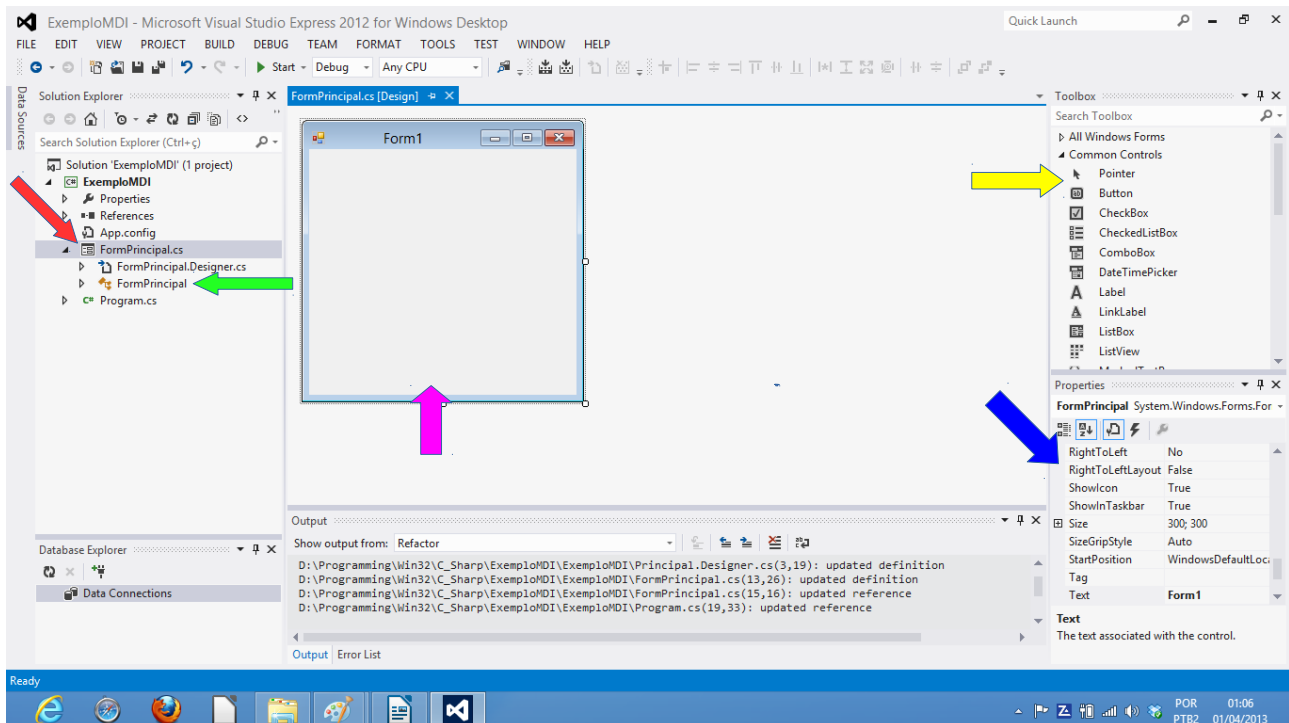 ExemploMDI - Microsoft Visual Studio Express 2012 for Windows Desktop
Quick Launch
FILE EDIT VIEW PROJECT BUILD DEBUG TEAM FORMAT TOOLS TEST WINDOW HELP
Start Debug Any CPU
Data Sources
Solution Explorer
Search Solution Explorer (Ctrl+ç)
Solution 'ExemploMDI' (1 project)
ExemploMDI
Properties
References
App.config
FormPrincipal.cs
FormPrincipal.Designer.cs
FormPrincipal
Program.cs
Database Explorer
Data Connections
FormPrincipal.cs [Design]
Form1
Output
Show output from: Refactor
D:\Programming\Win32\C_Sharp\ExemploMDI\ExemploMDI\Principal.Designer.cs(3,19): updated definition
D:\Programming\Win32\C_Sharp\ExemploMDI\ExemploMDI\FormPrincipal.cs(13,26): updated definition
D:\Programming\Win32\C_Sharp\ExemploMDI\ExemploMDI\FormPrincipal.cs(15,16): updated reference
D:\Programming\Win32\C_Sharp\ExemploMDI\ExemploMDI\Program.cs(19,33): updated reference
Output Error List
Toolbox
Search Toolbox
All Windows Forms
Common Controls
Pointer
Button
CheckBox
CheckedListBox
ComboBox
DateTimePicker
Label
LinkLabel
ListBox
ListView
Properties
FormPrincipal System.Windows.Forms.For
RightToLeft No
RightToLeftLayout False
ShowIcon True
ShowInTaskbar True
Size 300; 300
SizeGripStyle Auto
StartPosition WindowsDefaultLoc
Tag
Text Form1
Text
The text associated with the control.
Ready
POR 01:06
PTB2 01/04/2013